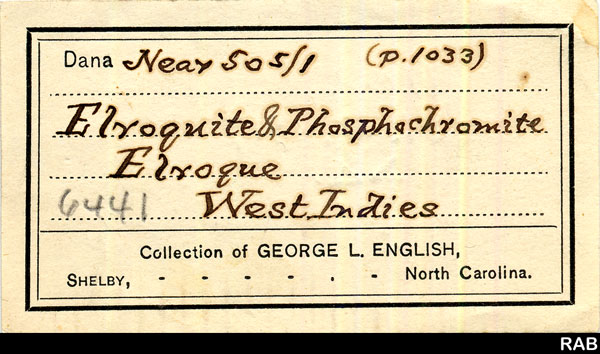 Dana Near 505/1 (p.1033)
Elroquite & Phosphochromite
Elroque
6441 West Indies
Collection of GEORGE L. ENGLISH,
SHELBY, - - - - - - North Carolina.
RAB